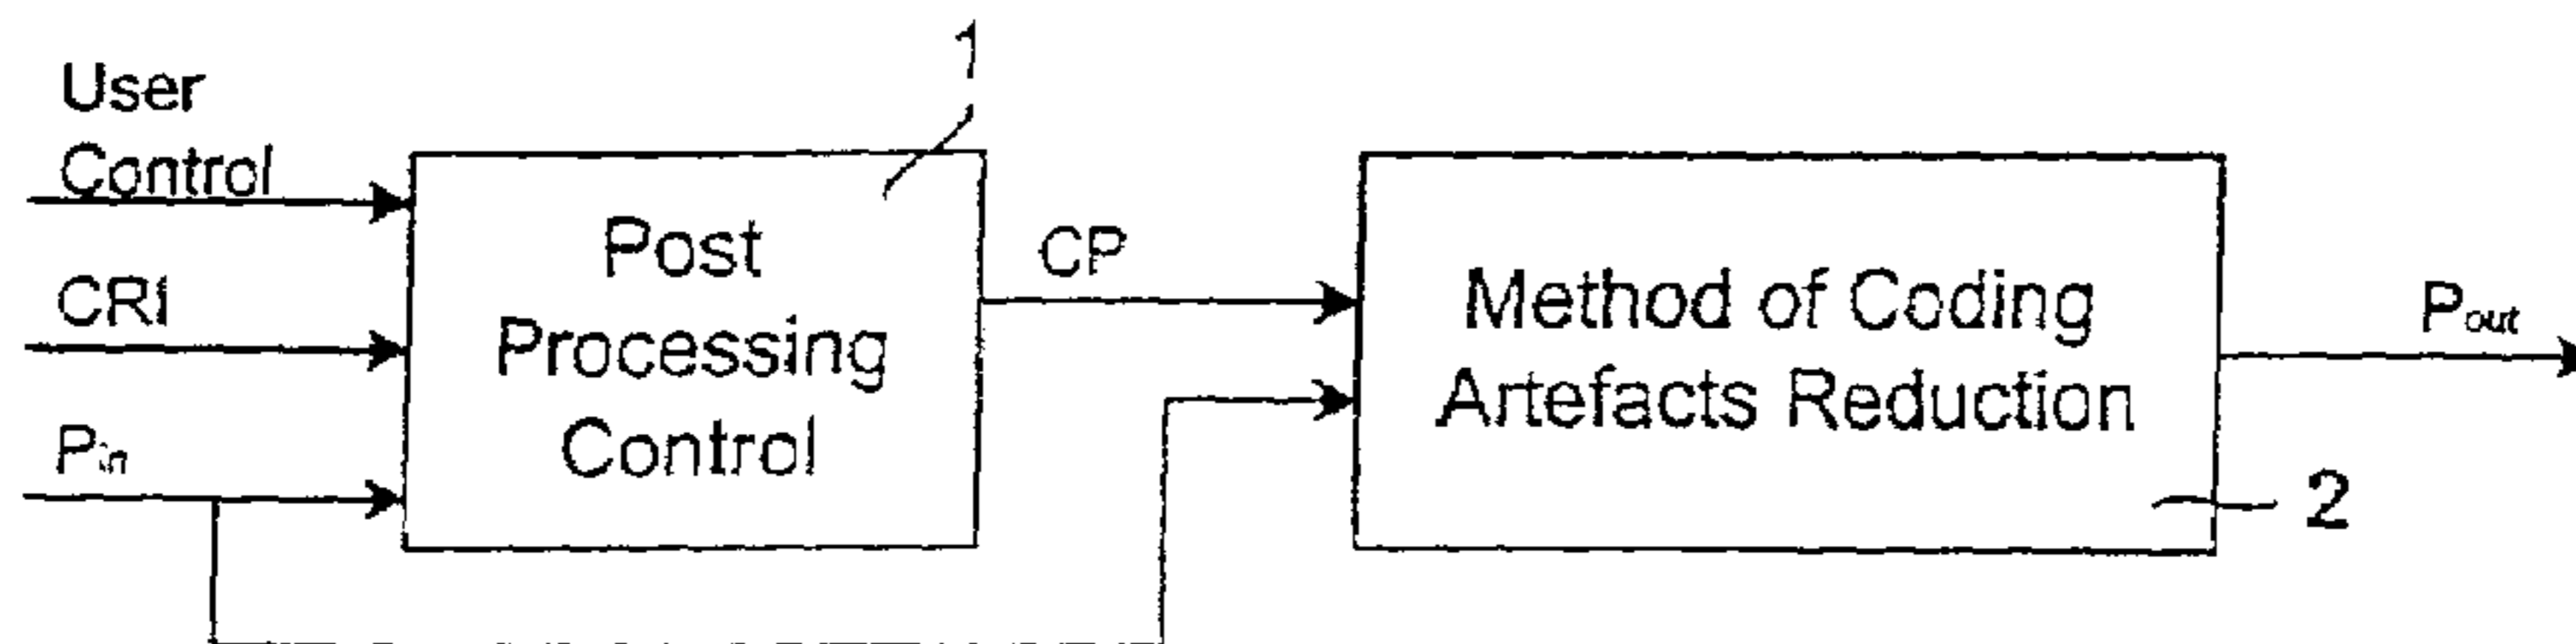 1
User
Control
CRI
Pin
Post
Processing
Control
CP
Method of Coding
Artefacts Reduction
2
Pout